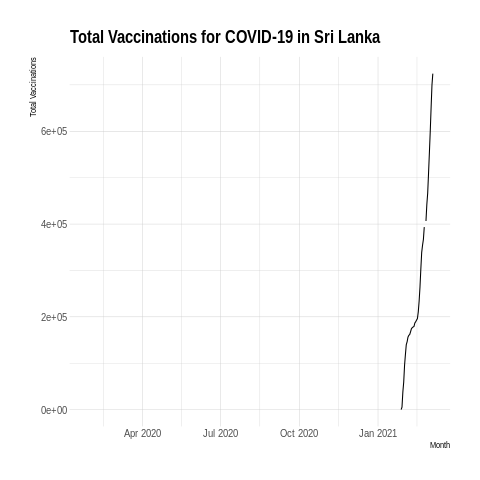 Total Vaccinations for COVID-19 in Sri Lanka
Total Vaccinations
6e+05
4e+05
2e+05
0e+00
Apr 2020
Jul 2020
Oct 2020
Jan 2021
Month